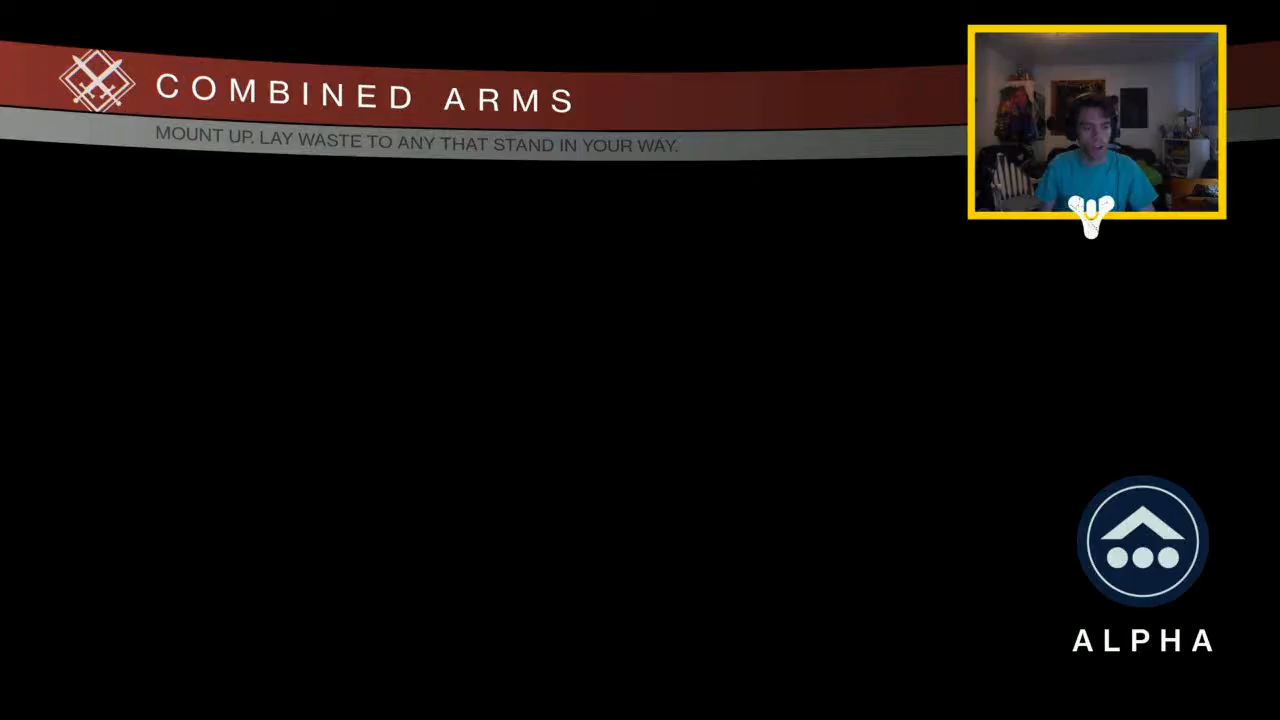 COMBINED ARMS
MOUNT UP. LAY WASTE TO ANY THAT STAND IN YOUR WAY.
ALPHA